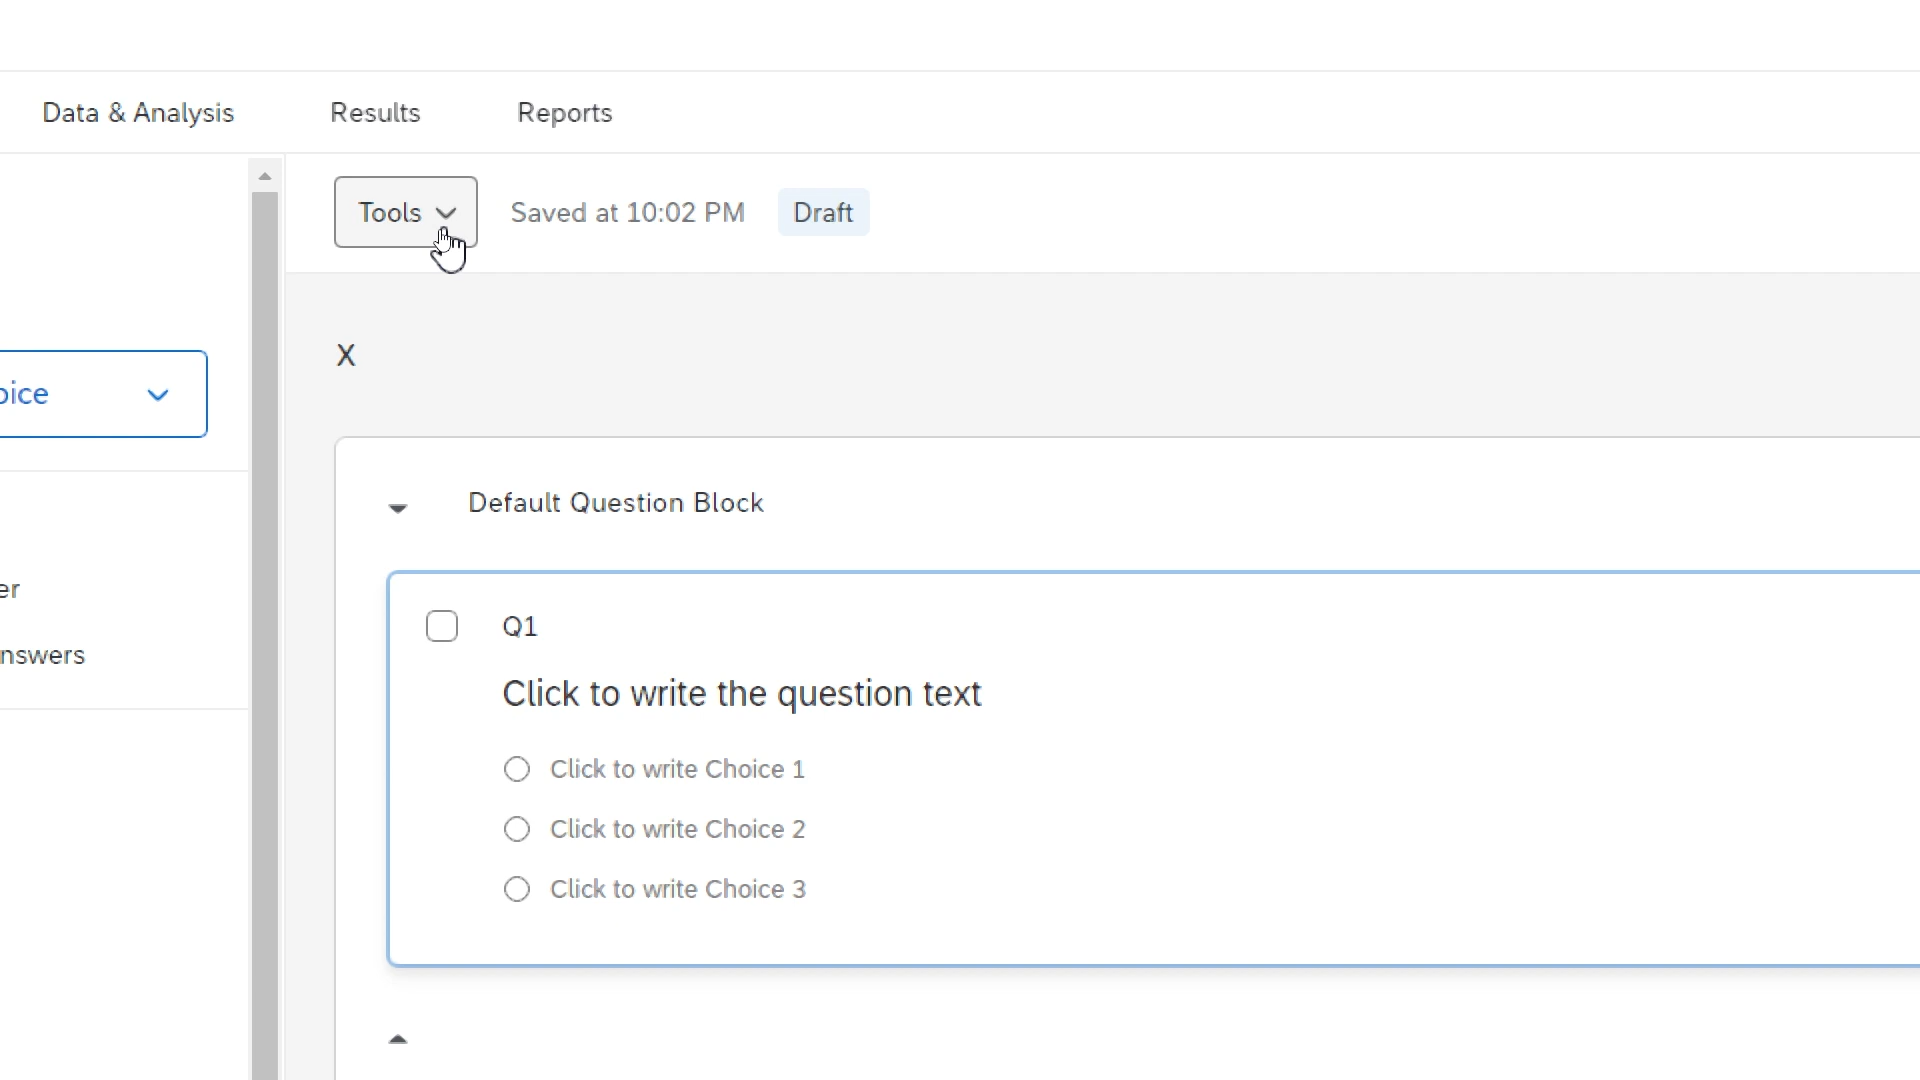 Data & Analysis Results Reports
Tools Saved at 10:02 PM Draft
X
oice
Default Question Block
er
Q1
nswers
Click to write the question text
Click to write Choice 1
Click to write Choice 2
Click to write Choice 3